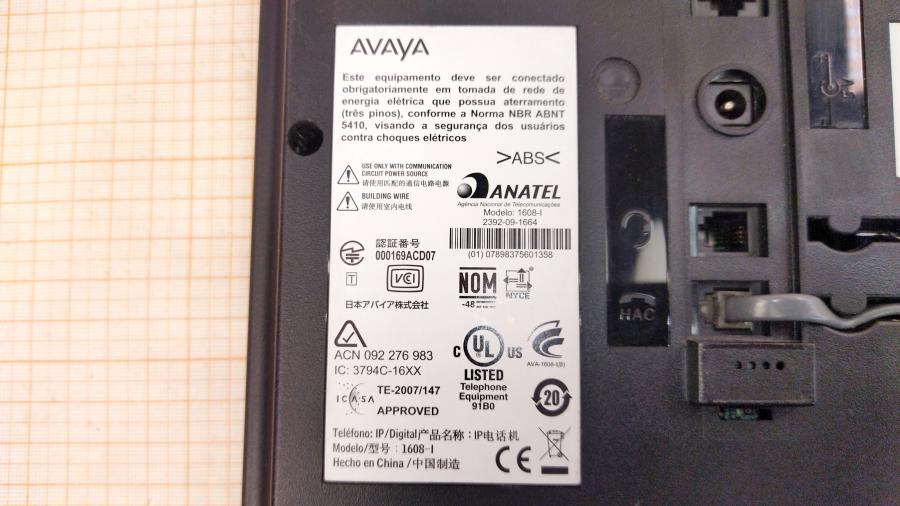 AVAYA
Este equipamento deve ser conectado
obrigatoriamente em tomada de rede de
energia elétrica que possua aterramento
(três pinos), conforme a Norma NBR ABNT
5410, visando a segurança dos usuários
contra choques elétricos
>ABS<
USE ONLY WITH COMMUNICATION
CIRCUIT POWER SOURCE
请使用匹配的通信电路电源
BUILDING WIRE
请使用室内电线
ANATEL
Agência Nacional de Telecomunicações
Modelo: 1608-I
2392-09-1664
(01) 07898375601358
認証番号
000169ACD07
T
VCCI
日本アバイア株式会社
NOM
-48
NYCE
ACN 092 276 983
IC: 3794C-16XX
ICASA
TE-2007/147
APPROVED
C UL US
LISTED
Telephone
Equipment
91B0
AVA-1608-I(B)
20
Teléfono: IP/Digital/产品名称：IP电话机
Modelo/型号：1608-I
Hecho en China /中国制造
CE
HAC